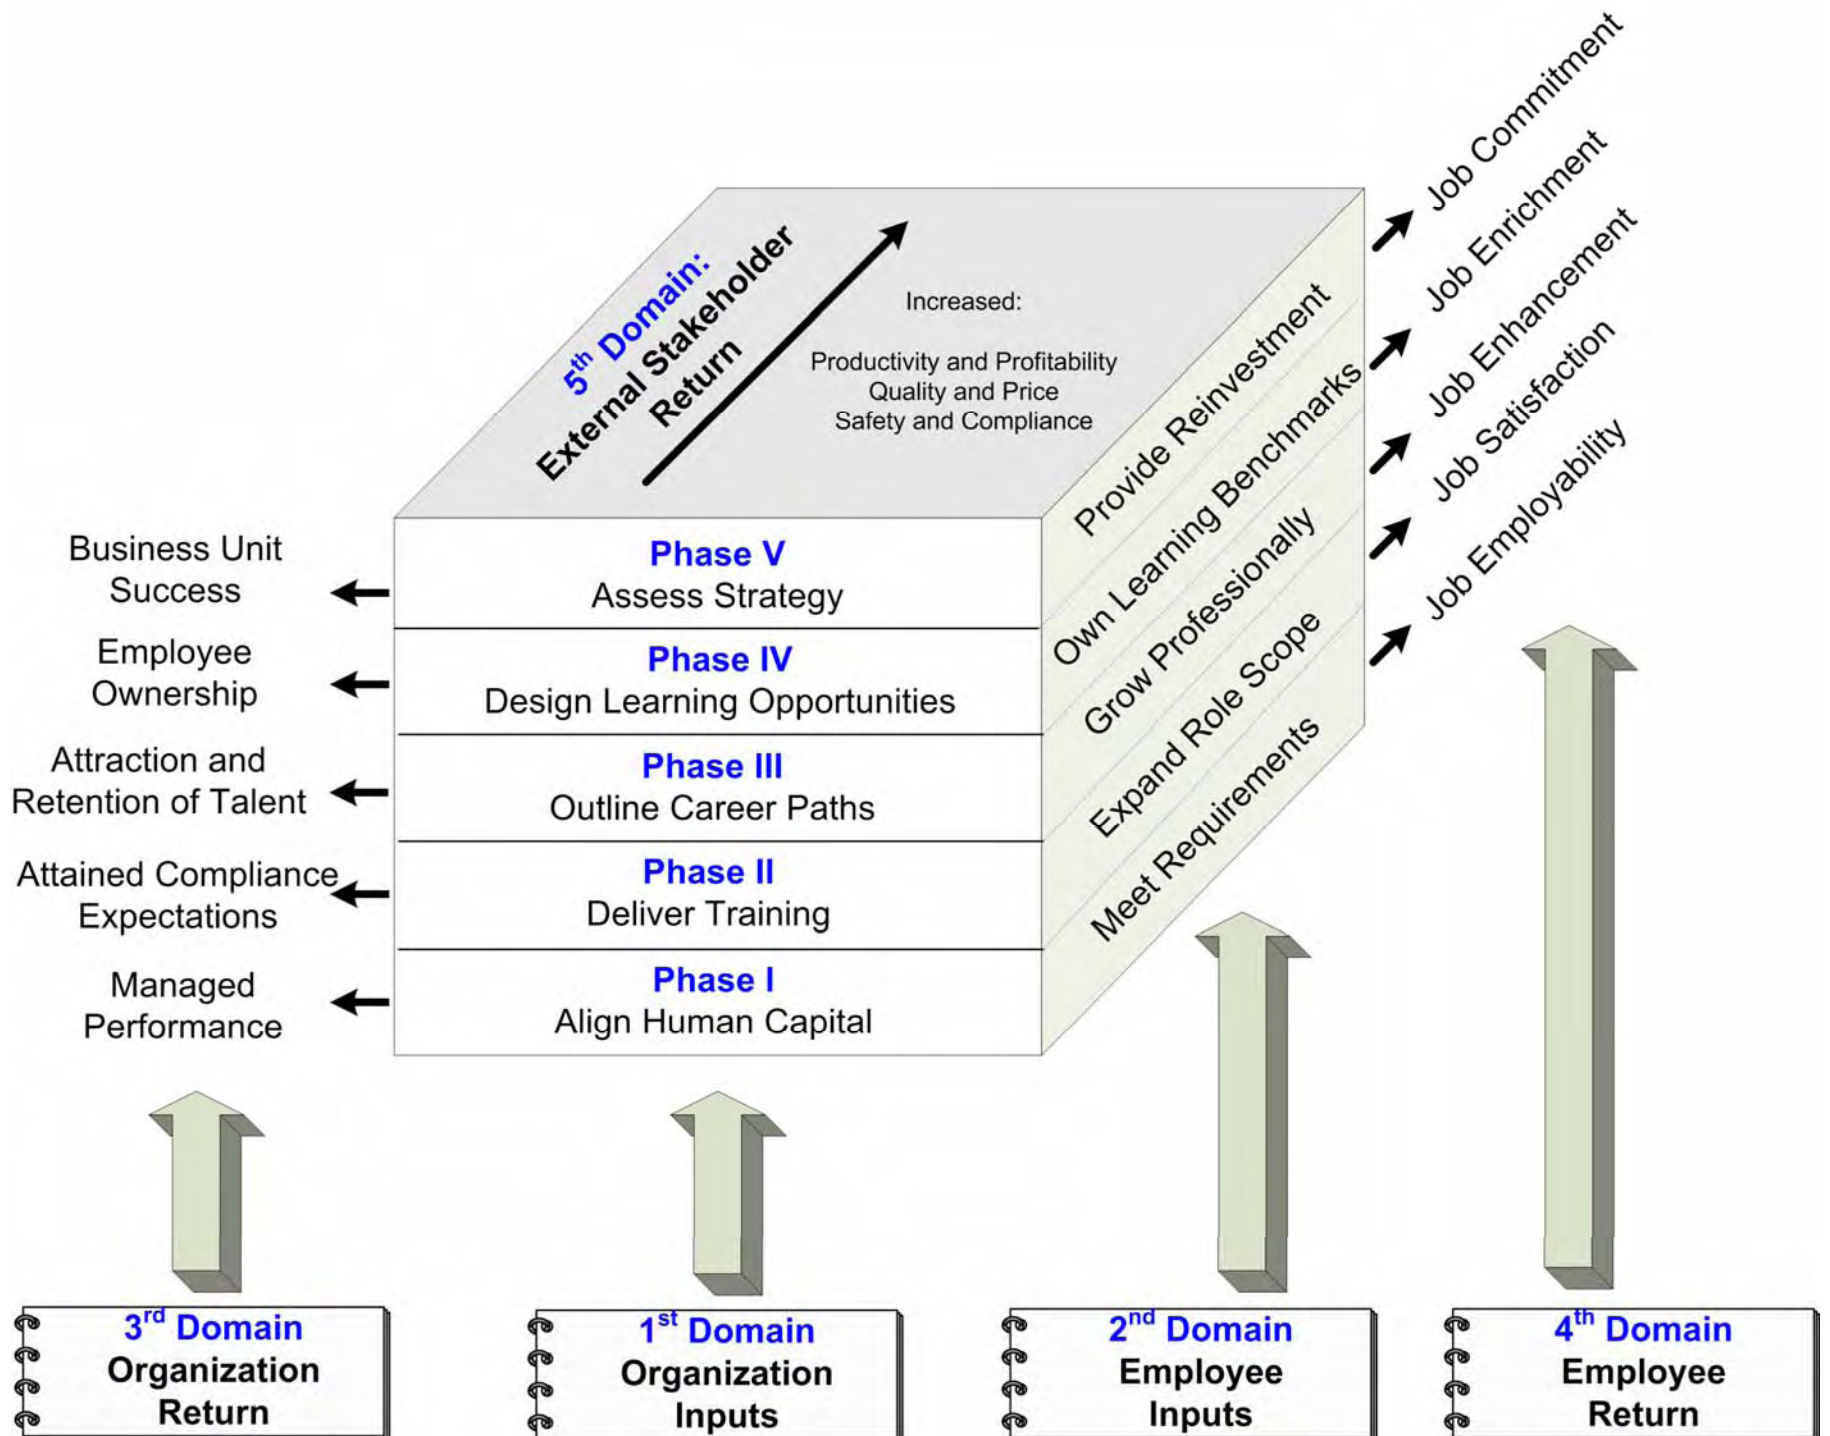 Job Commitment
Job Enrichment
Job Enhancement
Job Satisfaction
Job Employability
5th Domain:
External Stakeholder
Return
Increased:
Productivity and Profitability
Quality and Price
Safety and Compliance
Provide Reinvestment
Own Learning Benchmarks
Grow Professionally
Expand Role Scope
Meet Requirements
Business Unit
Success
Phase V
Assess Strategy
Employee
Ownership
Phase IV
Design Learning Opportunities
Attraction and
Retention of Talent
Phase III
Outline Career Paths
Attained Compliance
Expectations
Phase II
Deliver Training
Managed
Performance
Phase I
Align Human Capital
3rd Domain
Organization
Return
1st Domain
Organization
Inputs
2nd Domain
Employee
Inputs
4th Domain
Employee
Return